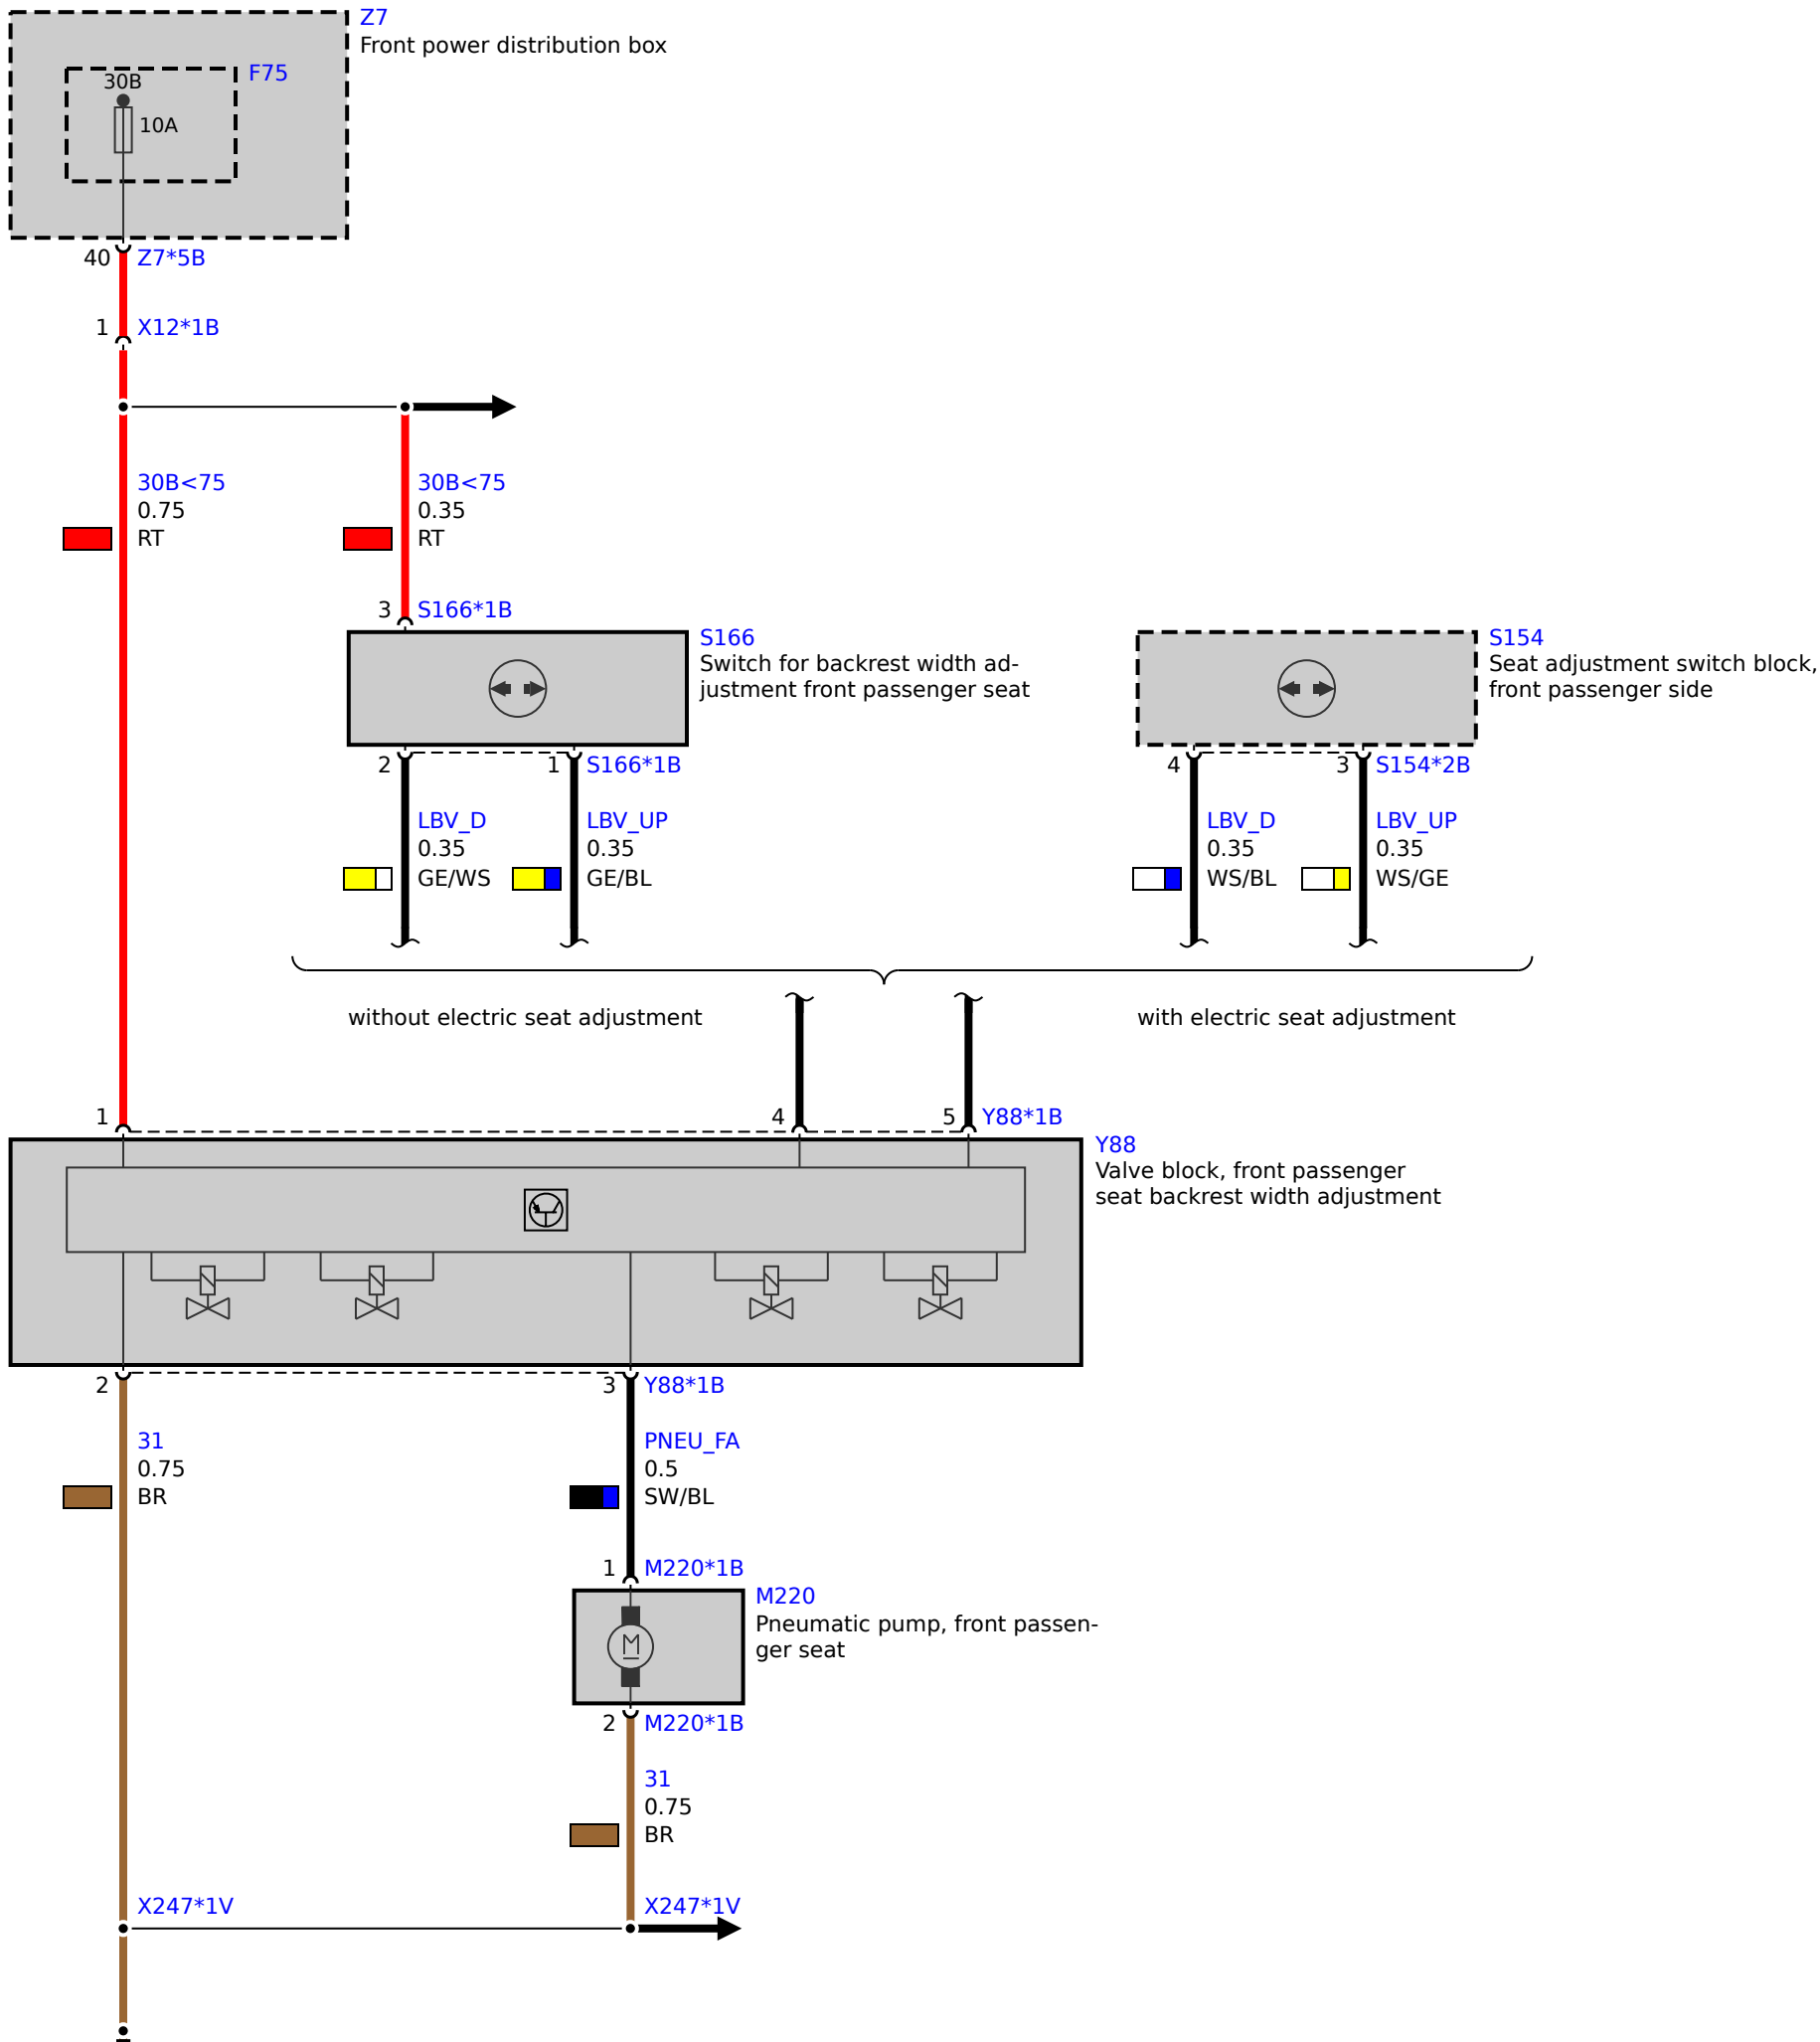 Z7
Front power distribution box
F75
30B
10A
40 Z7*5B
1 X12*1B
30B<75
0.75
RT
30B<75
0.35
RT
3 S166*1B
S166
Switch for backrest width ad-
justment front passenger seat
S154
Seat adjustment switch block,
front passenger side
2 1 S166*1B
4 3 S154*2B
LBV_D
0.35
GE/WS
LBV_UP
0.35
GE/BL
LBV_D
0.35
WS/BL
LBV_UP
0.35
WS/GE
without electric seat adjustment
with electric seat adjustment
1 4 5 Y88*1B
Y88
Valve block, front passenger
seat backrest width adjustment
2 3 Y88*1B
31
0.75
BR
PNEU_FA
0.5
SW/BL
1 M220*1B
M220
Pneumatic pump, front passen-
ger seat
M
2 M220*1B
31
0.75
BR
X247*1V
X247*1V